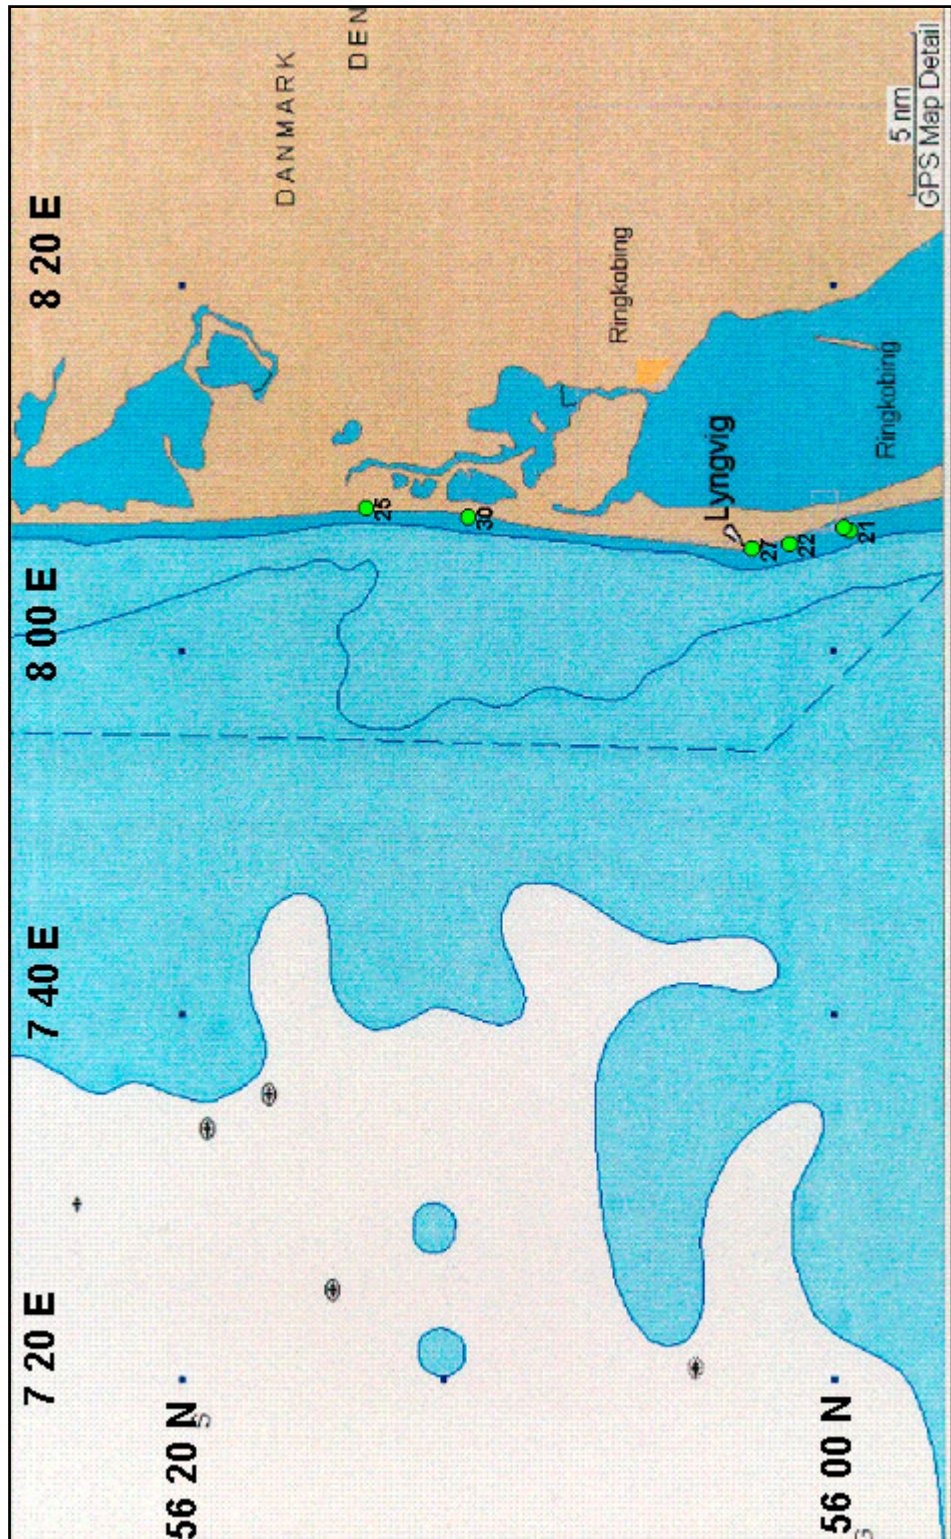 7 20 E
7 40 E
8 00 E
8 20 E
56 20 N
S
DANMARK
DEN
25
30
Ringkobing
Lyngvig
27
22
56 00 N
21
Ringkobing
5 nm
GPS Map Detail